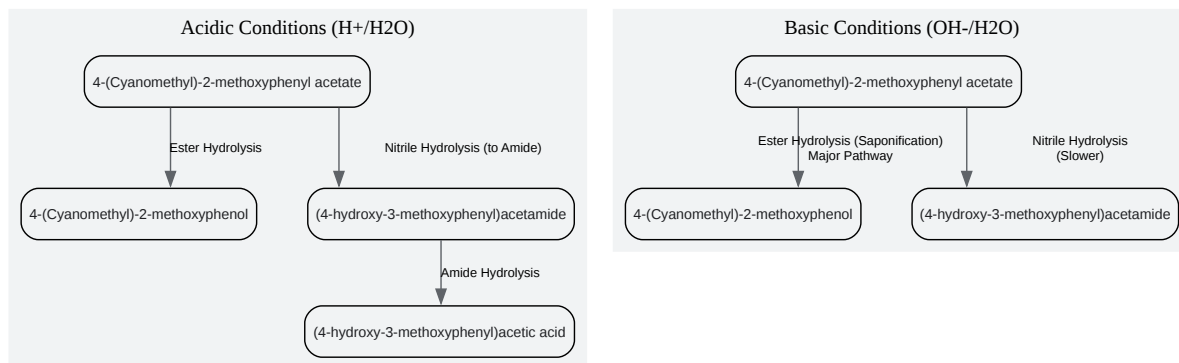 Acidic Conditions (H+/H2O)
4-(Cyanomethyl)-2-methoxyphenyl acetate
Ester Hydrolysis
Nitrile Hydrolysis (to Amide)
4-(Cyanomethyl)-2-methoxyphenol
(4-hydroxy-3-methoxyphenyl)acetamide
Amide Hydrolysis
(4-hydroxy-3-methoxyphenyl)acetic acid
Basic Conditions (OH-/H2O)
4-(Cyanomethyl)-2-methoxyphenyl acetate
Ester Hydrolysis (Saponification)
Major Pathway
Nitrile Hydrolysis
(Slower)
4-(Cyanomethyl)-2-methoxyphenol
(4-hydroxy-3-methoxyphenyl)acetamide